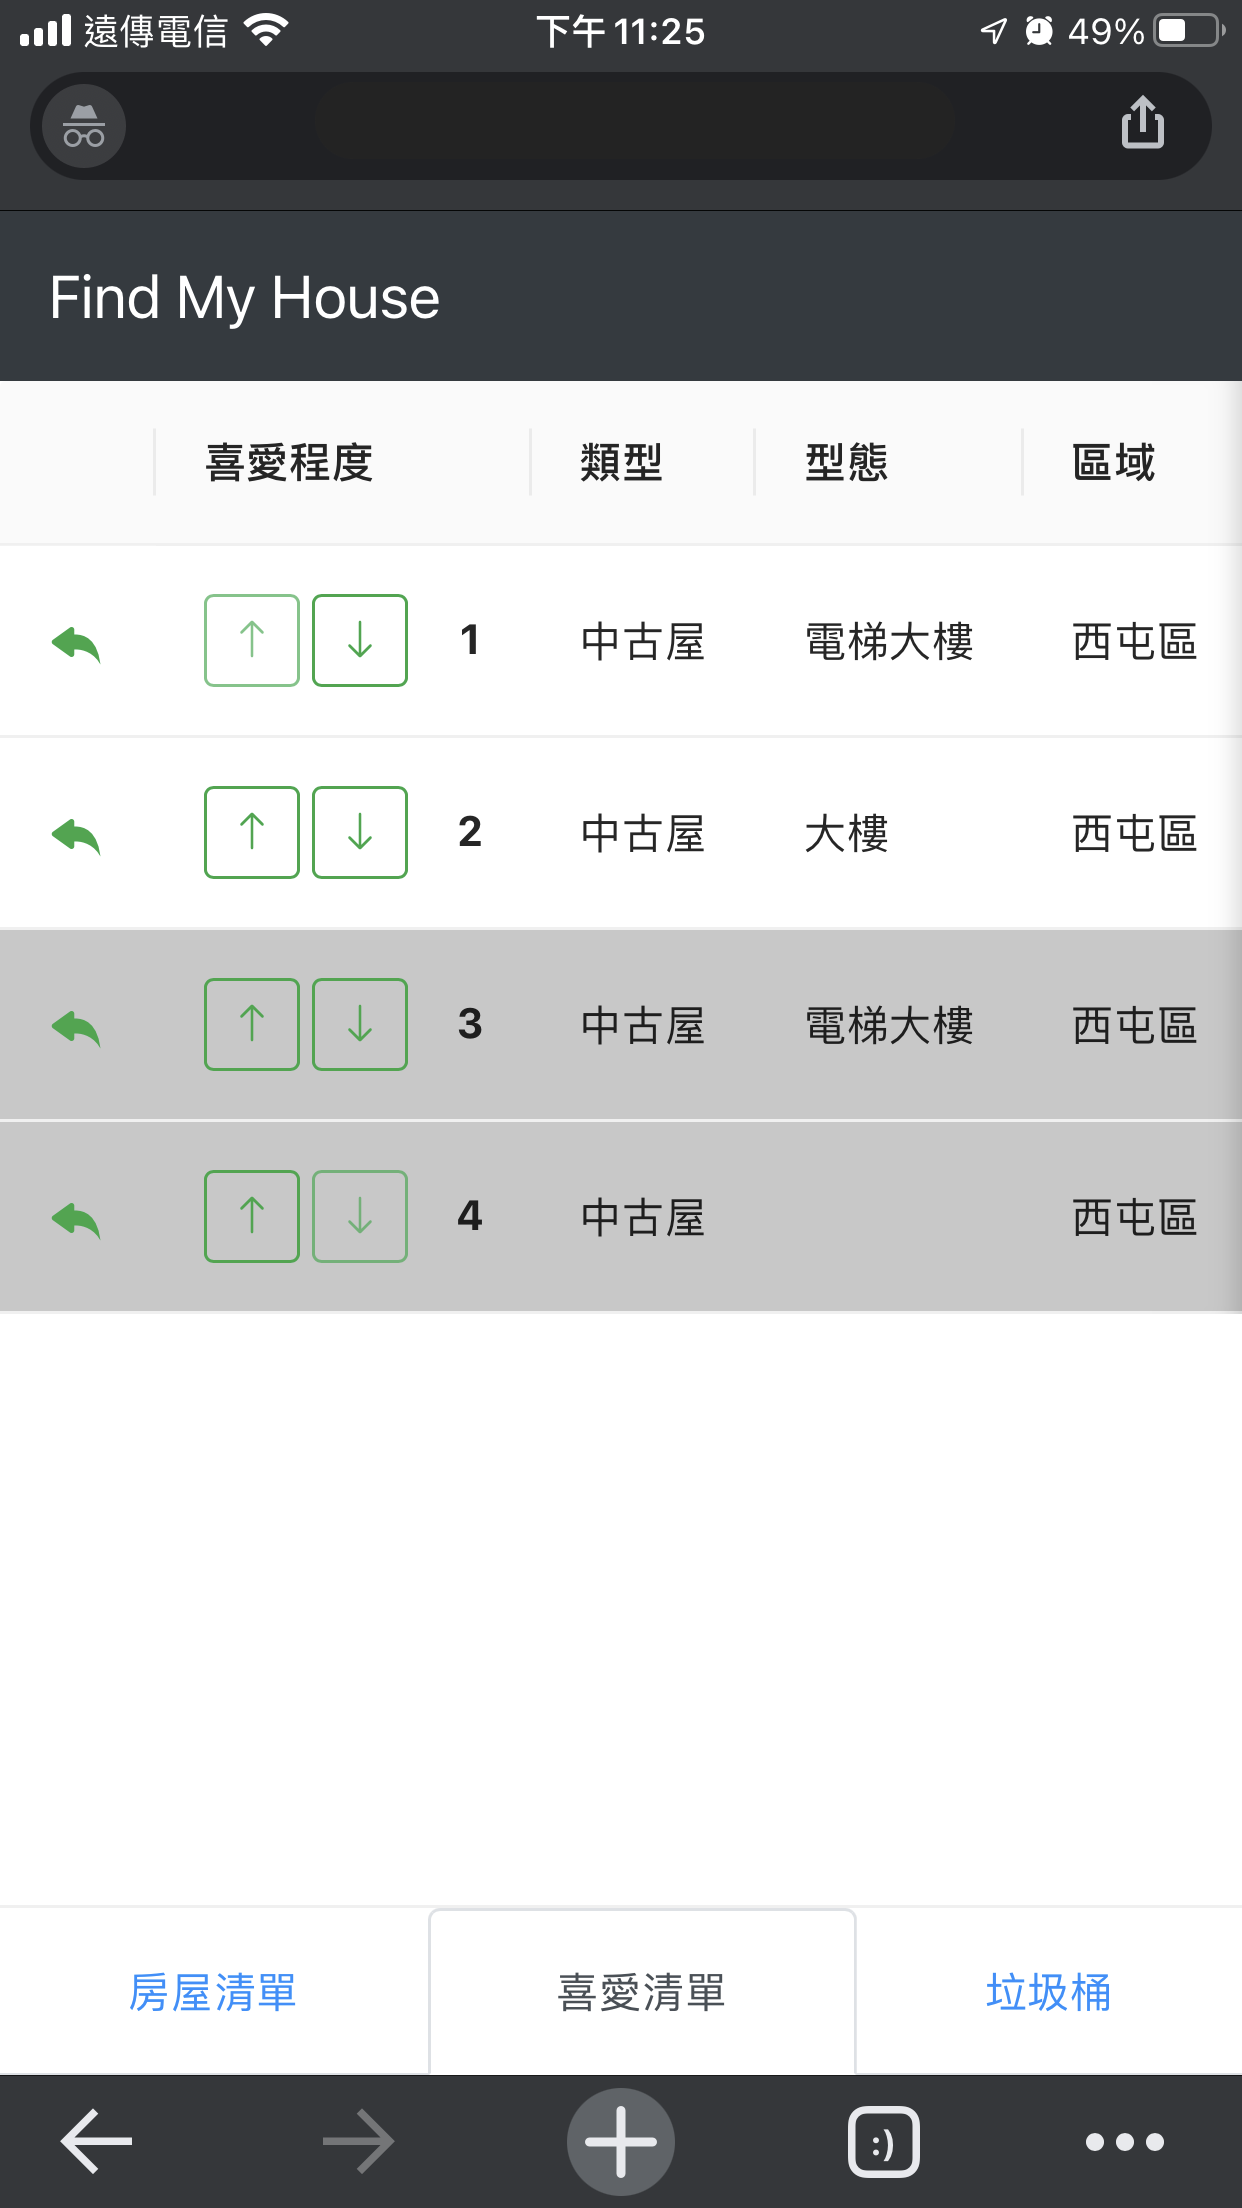 遠傳電信 下午 11:25 49%
Find My House
喜愛程度 類型 型態 區域
1 中古屋 電梯大樓 西屯區
2 中古屋 大樓 西屯區
3 中古屋 電梯大樓 西屯區
4 中古屋 西屯區
房屋清單 喜愛清單 垃圾桶
:)